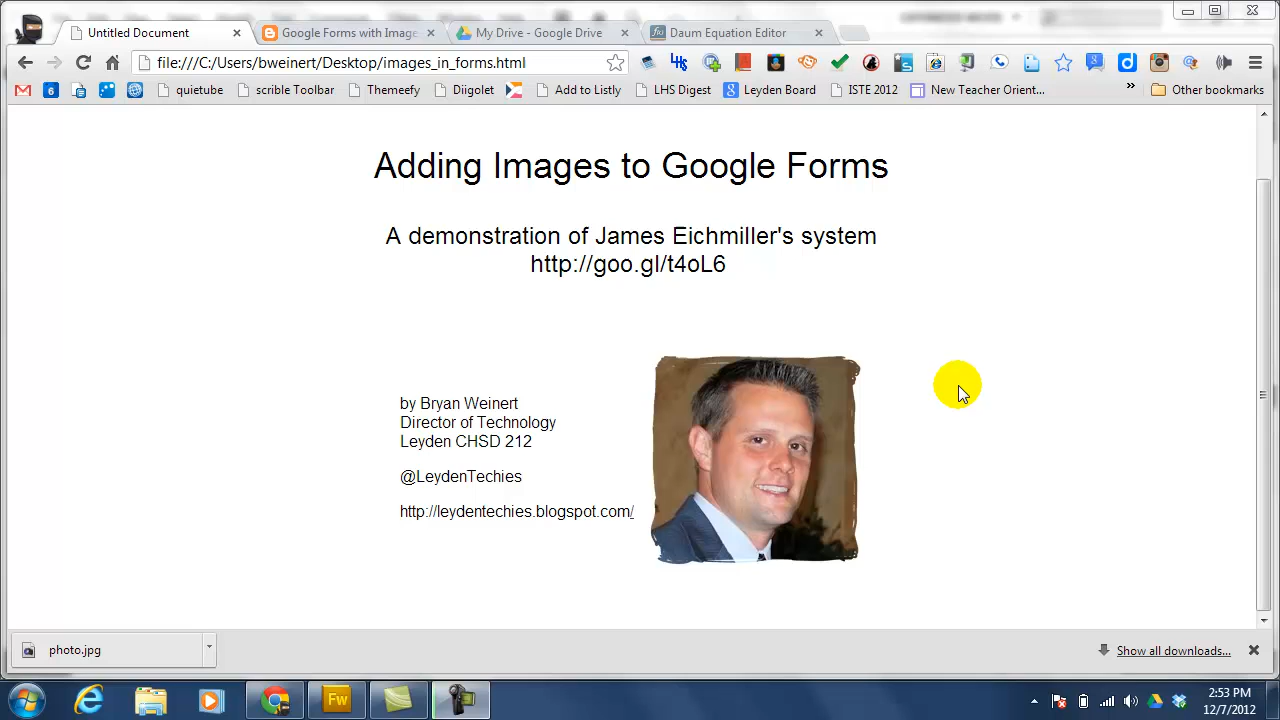 Untitled Document
Google Forms with Image
My Drive - Google Drive
Daum Equation Editor
file:///C:/Users/bweinert/Desktop/images_in_forms.html
quietube
scrible Toolbar
Themeefy
Diigolet
Add to Listly
LHS Digest
Leyden Board
ISTE 2012
New Teacher Orient...
Other bookmarks
Adding Images to Google Forms
A demonstration of James Eichmiller's system
http://goo.gl/t4oL6
by Bryan Weinert
Director of Technology
Leyden CHSD 212
@LeydenTechies
http://leydentechies.blogspot.com/
photo.jpg
Show all downloads...
Fw
2:53 PM
12/7/2012